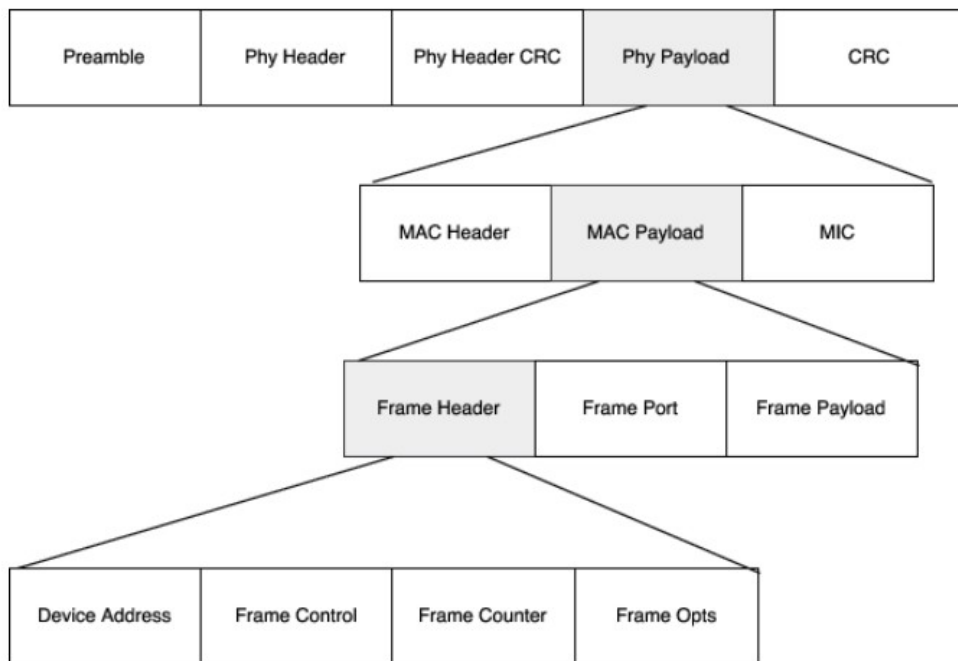 Preamble
Phy Header
Phy Header CRC
Phy Payload
CRC
MAC Header
MAC Payload
MIC
Frame Header
Frame Port
Frame Payload
Device Address
Frame Control
Frame Counter
Frame Opts